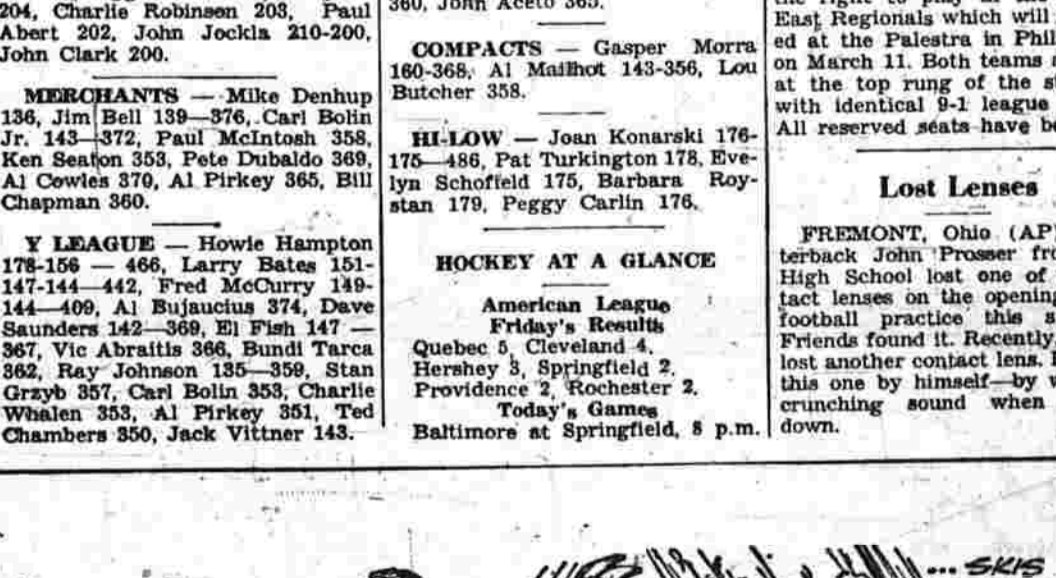 204, Charlie Robinson 203, Paul
Abert 202, John Jockla 210-200,
John Clark 200.
MERCHANTS — Mike Denhup
136, Jim Bell 139—376, Carl Bolin
Jr. 143—372, Paul McIntosh 358,
Ken Seaton 353, Pete Dubaldo 369,
Al Cowles 370, Al Pirkey 365, Bill
Chapman 360.
Y LEAGUE — Howie Hampton
178-156 — 466, Larry Bates 151-
147-144—442, Fred McCurry 149-
144—409, Al Bujaucius 374, Dave
Saunders 142—369, El Fish 147 —
367, Vic Abraitis 366, Bundi Tarca
362, Ray Johnson 135—359, Stan
Grzyb 357, Carl Bolin 353, Charlie
Whalen 353, Al Pirkey 351, Ted
Chambers 350, Jack Vittner 143.
360, John Aceto 365.
COMPACTS — Gasper Morra
160-368, Al Mailhot 143-356, Lou
Butcher 358.
HI-LOW — Joan Konarski 176-
175—486, Pat Turkington 178, Eve-
lyn Schofield 175, Barbara Roy-
stan 179, Peggy Carlin 176.
HOCKEY AT A GLANCE
American League
Friday's Results
Quebec 5, Cleveland 4.
Hershey 3, Springfield 2.
Providence 2, Rochester 2.
Today's Games
Baltimore at Springfield, 8 p.m.
the right to play in the
East Regionals which will
ed at the Palestra in Phil
on March 11. Both teams
at the top rung of the
with identical 9-1 league
All reserved seats have
Lost Lenses
FREMONT, Ohio (AP
terback John Prosser
High School lost one of
tact lenses on the opening
football practice this
Friends found it. Recently,
lost another contact lens.
this one by himself—by
crunching sound when
down.
... SKIS